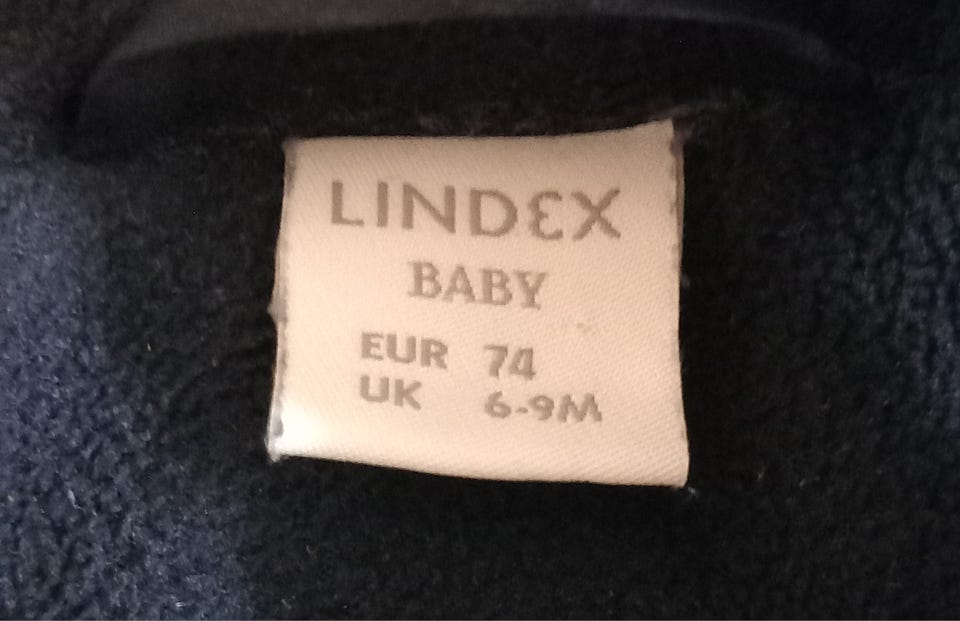 LINDEX
BABY
EUR 74
UK 6-9M